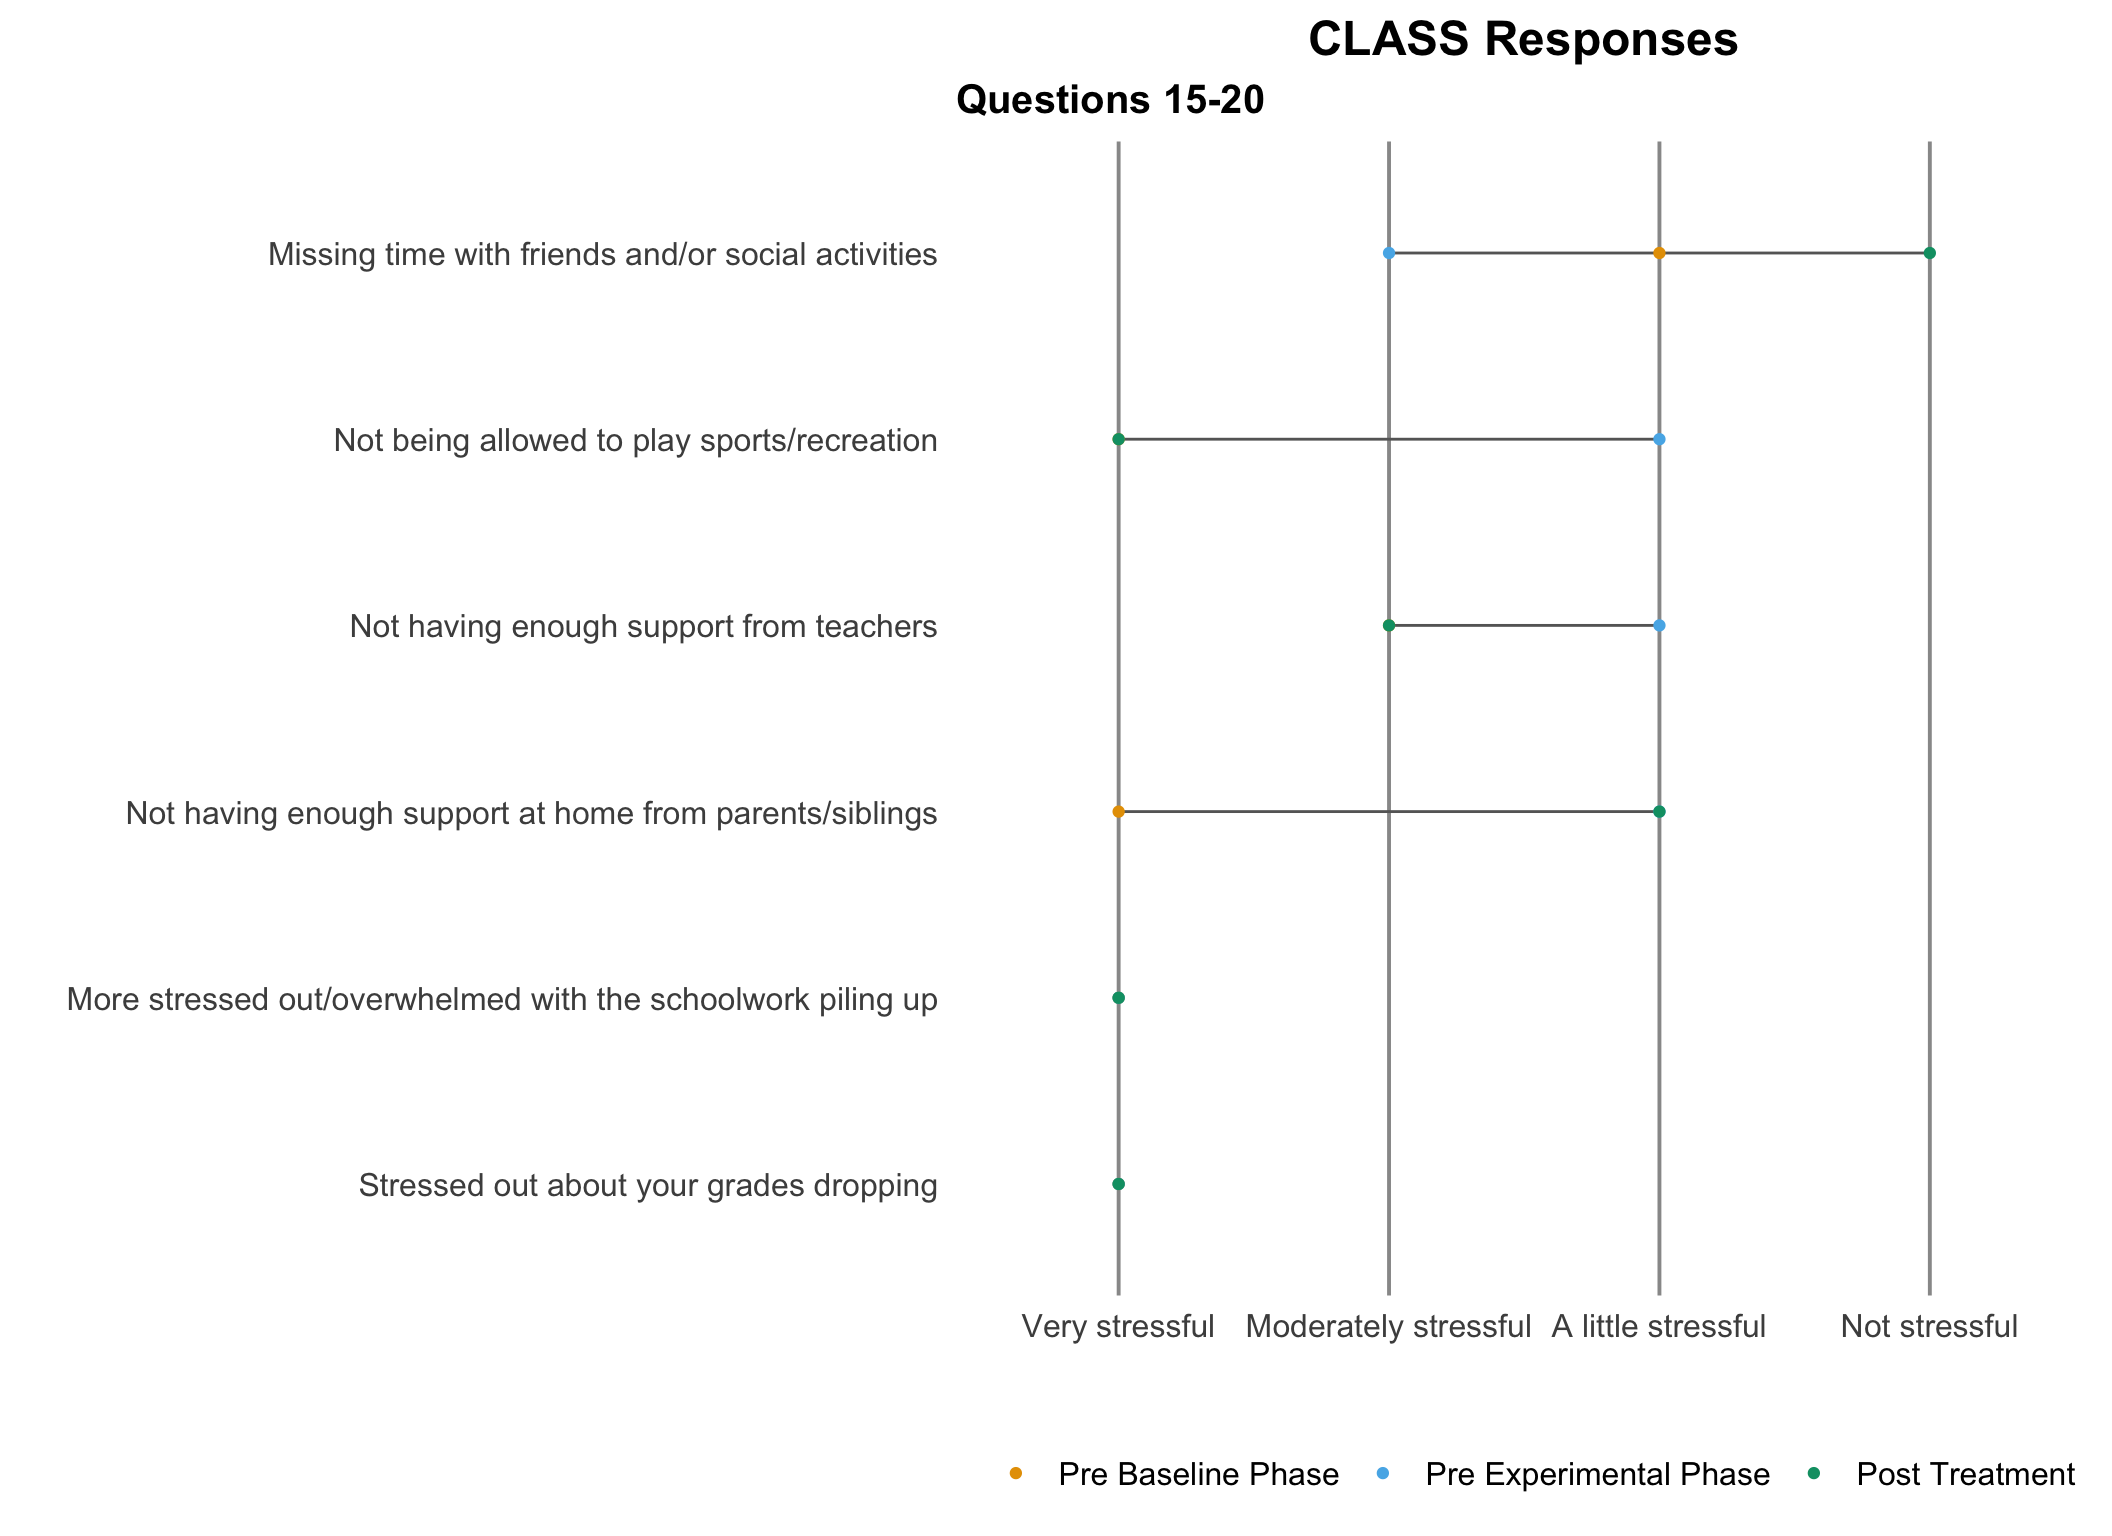 CLASS Responses
Questions 15-20
Missing time with friends and/or social activities
Not being allowed to play sports/recreation
Not having enough support from teachers
Not having enough support at home from parents/siblings
More stressed out/overwhelmed with the schoolwork piling up
Stressed out about your grades dropping
Very stressful Moderately stressful A little stressful Not stressful
Pre Baseline Phase Pre Experimental Phase Post Treatment